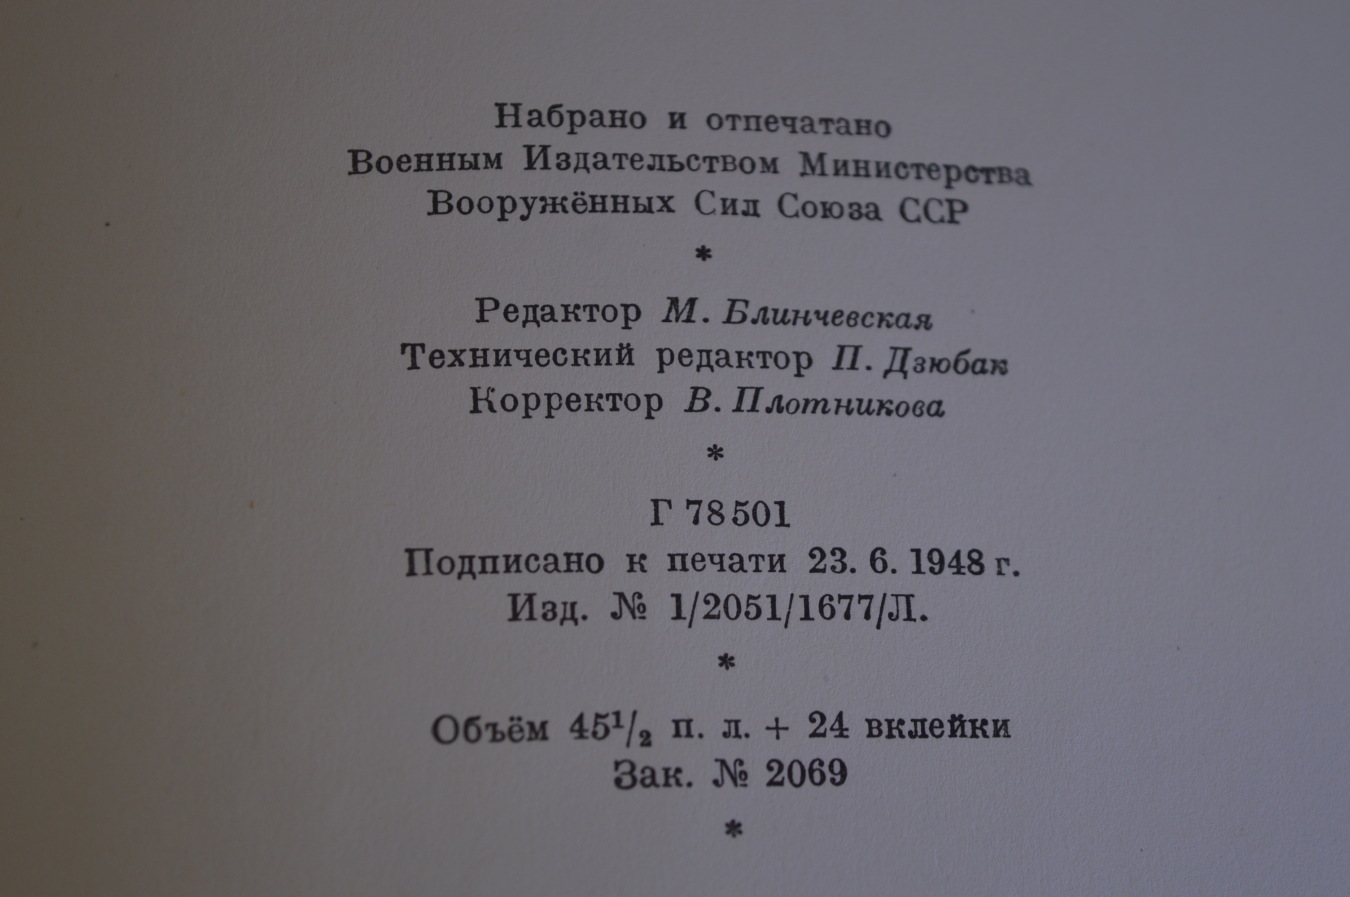 Набрано и отпечатано
Военным Издательством Министерства
Вооружённых Сил Союза ССР
*
Редактор М. Блинчевская
Технический редактор П. Дзюбак
Корректор В. Плотникова
*
Г 78501
Подписано к печати 23. 6. 1948 г.
Изд. № 1/2051/1677/Л.
*
Объём 45¹/₂ п. л. + 24 вклейки
Зак. № 2069
*